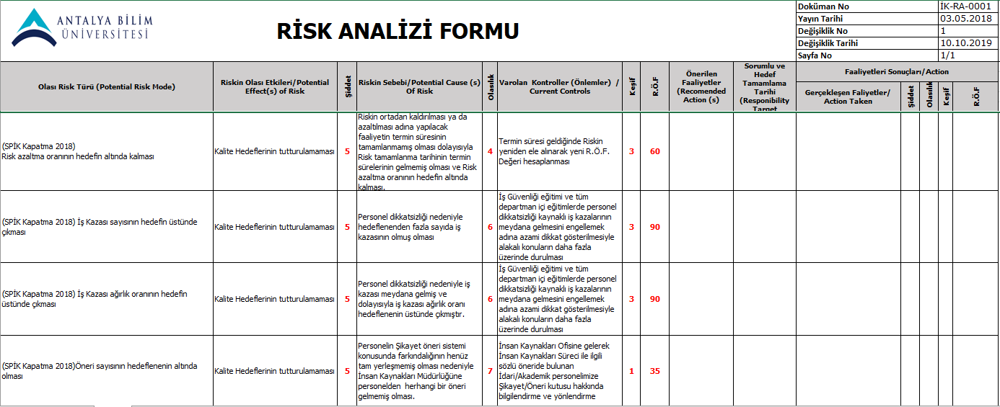 ANTALYA BİLİM
ÜNİVERSİTESİ
RİSK ANALİZİ FORMU
Doküman No İK-RA-0001
Yayın Tarihi 03.05.2018
Değişiklik No 1
Değişiklik Tarihi 10.10.2019
Sayfa No 1/1
Olası Risk Türü (Potential Risk Mode)
Riskin Olası Etkileri/Potential
Effect(s) of Risk
Şiddet
Riskin Sebebi/Potential Cause (s)
Of Risk
Olasılık
Varolan Kontroller (Önlemler) /
Current Controls
Keşif
R.Ö.F
Önerilen
Faaliyetler
(Recomended
Action (s)
Sorumlu ve
Hedef
Tamamlama
Tarihi
(Responibility
Target
Faaliyetleri Sonuçları/Action
Gerçekleşen Faliyetler/
Action Taken
Şiddet
Olasılık
Keşif
R.Ö.F
(SPİK Kapatma 2018)
Risk azaltma oranının hedefin altında kalması
Kalite Hedeflerinin tutturulamaması
5
Riskin ortadan kaldırılması ya da
azaltılması adına yapılacak
faaliyetin termin süresinin
tamamlanmamış olması dolayısıyla
Risk tamamlanma tarihinin termin
sürelerinin gelmemiş olması ve Risk
azaltma oranının hedefin altında
kalması.
4
Termin süresi geldiğinde Riskin
yeniden ele alınarak yeni R.Ö.F.
Değeri hesaplanması
3
60
(SPİK Kapatma 2018) İş Kazası sayısının hedefin üstünde
çıkması
Kalite Hedeflerinin tutturulamaması
5
Personel dikkatsizliği nedeniyle
hedeflenenden fazla sayıda iş
kazasının olmuş olması
6
İş Güvenliği eğitimi ve tüm
departman içi eğitimlerde personel
dikkatsizliği kaynaklı iş kazalarının
meydana gelmesini engellemek
adına azami dikkat gösterilmesiyle
alakalı konuların daha fazla
üzerinde durulması
3
90
(SPİK Kapatma 2018) İş Kazası ağırlık oranının hedefin
üstünde çıkması
Kalite Hedeflerinin tutturulamaması
5
Personel dikkatsizliği nedeniyle iş
kazası meydana gelmiş ve
dolayısıyla iş kazası ağırlık oranı
hedeflenenin üstünde çıkmıştır.
6
İş Güvenliği eğitimi ve tüm
departman içi eğitimlerde personel
dikkatsizliği kaynaklı iş kazalarının
meydana gelmesini engellemek
adına azami dikkat gösterilmesiyle
alakalı konuların daha fazla
üzerinde durulması
3
90
(SPİK Kapatma 2018)Öneri sayısının hedeflenenin altında
olması
Kalite Hedeflerinin tutturulamaması
5
Personelin Şikayet öneri sistemi
konusunda farkındalığının henüz
tam yerleşmemiş olması nedeniyle
İnsan Kaynakları Müdürlüğüne
personelden herhangi bir öneri
gelmemiş olması.
7
İnsan Kaynakları Ofisine gelerek
İnsan Kaynakları Süreci ile ilgili
sözlü öneride bulunan
İdari/Akademik personelimize
Şikayet/Öneri kutusu hakkında
bilgilendirme ve yönlendirme
1
35